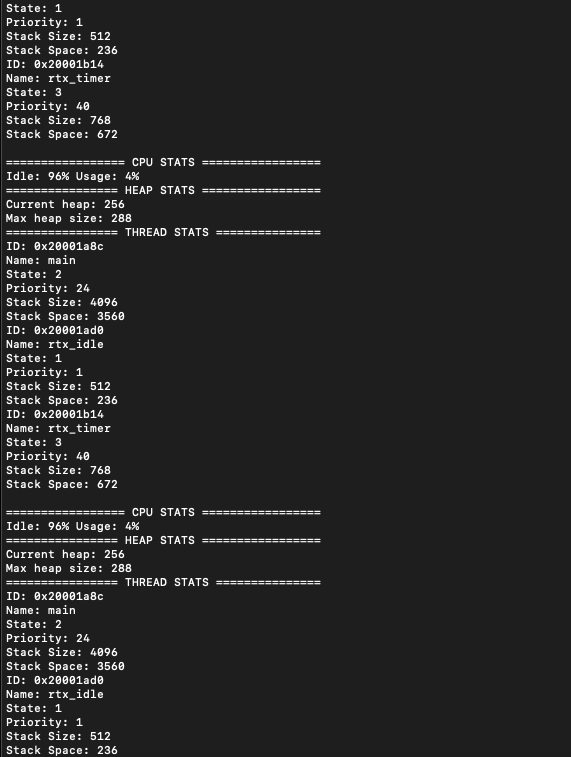 State: 1
Priority: 1
Stack Size: 512
Stack Space: 236
ID: 0x20001b14
Name: rtx_timer
State: 3
Priority: 40
Stack Size: 768
Stack Space: 672

================= CPU STATS =================
Idle: 96% Usage: 4%
================ HEAP STATS ===============
Current heap: 256
Max heap size: 288
================ THREAD STATS ===============
ID: 0x20001a8c
Name: main
State: 2
Priority: 24
Stack Size: 4096
Stack Space: 3560
ID: 0x20001ad0
Name: rtx_idle
State: 1
Priority: 1
Stack Size: 512
Stack Space: 236
ID: 0x20001b14
Name: rtx_timer
State: 3
Priority: 40
Stack Size: 768
Stack Space: 672

================= CPU STATS =================
Idle: 96% Usage: 4%
================ HEAP STATS ===============
Current heap: 256
Max heap size: 288
================ THREAD STATS ===============
ID: 0x20001a8c
Name: main
State: 2
Priority: 24
Stack Size: 4096
Stack Space: 3560
ID: 0x20001ad0
Name: rtx_idle
State: 1
Priority: 1
Stack Size: 512
Stack Space: 236